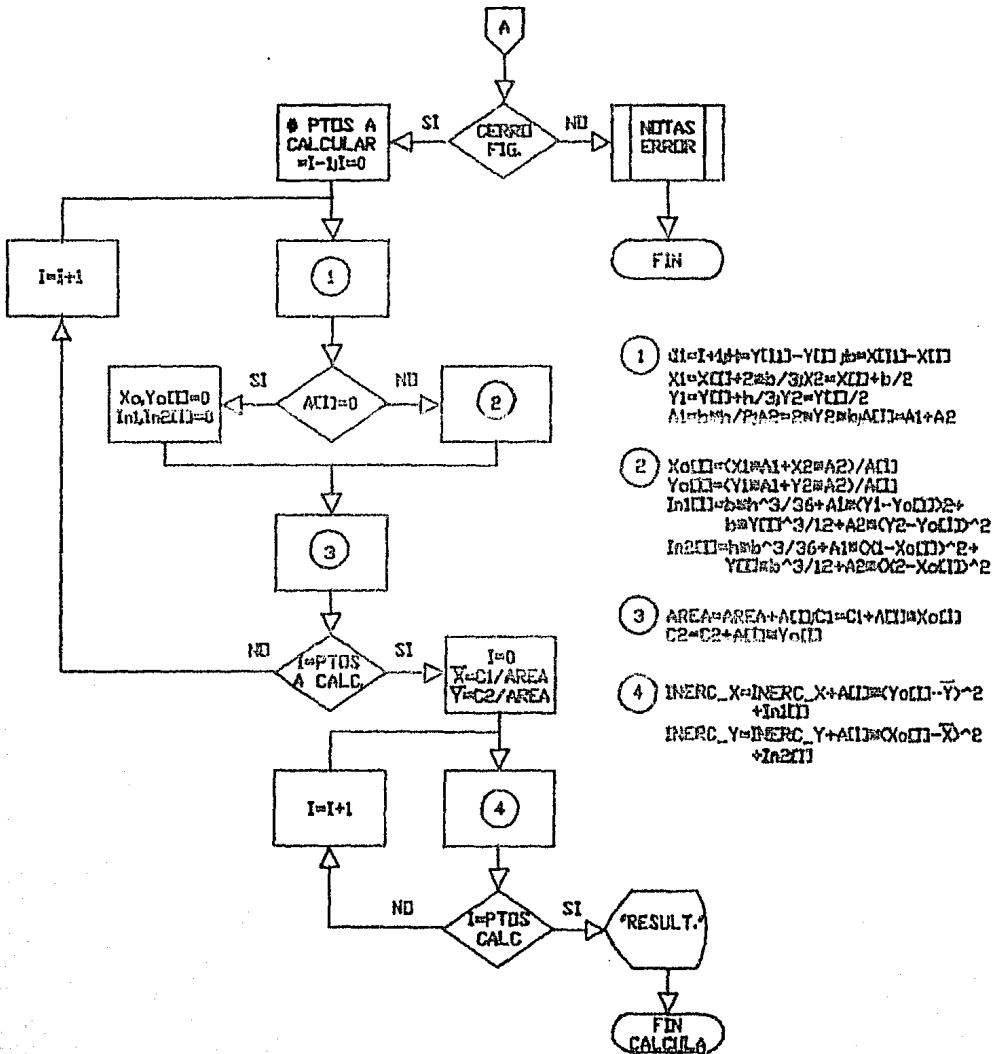 A
CERRO
FIG.
SI
NO
# PTOS A
CALCULAR
=I-1;I=0
NOTAS
ERROR
FIN
I=I+1
1
SI
NO
A[I]=0
Xo,Yo[I]=0
In1,In2[I]=0
2
3
NO
SI
I=PTOS
A CALC.
I=0
X=C1/AREA
Y=C2/AREA
I=I+1
4
NO
SI
I=PTOS
CALC
"RESULT."
FIN
CALCULA
1
Y[I1]-Y[I] b=X[I1]-X[I]
X1=X[I]+2*b/3;X2=X[I]+b/2
Y1=Y[I]+h/3;Y2=Y[I]/2
A1=b*h/2;A2=2*Y2*b;A[I]=A1+A2
2
Xo[I]=(X1*A1+X2*A2)/A[I]
Yo[I]=(Y1*A1+Y2*A2)/A[I]
In1[I]=b*h^3/36+A1*(Y1-Yo[I])2+
b*Y[I]^3/12+A2*(Y2-Yo[I])^2
In2[I]=h*b^3/36+A1*(X1-Xo[I])^2+
Y[I]*b^3/12+A2*(X2-Xo[I])^2
3
AREA=AREA+A[I];C1=C1+A[I]*Xo[I]
C2=C2+A[I]*Yo[I]
4
INERC_X=INERC_X+A[I]*(Yo[I]-Y)^2
+In1[I]
INERC_Y=INERC_Y+A[I]*(Xo[I]-X)^2
+In2[I]